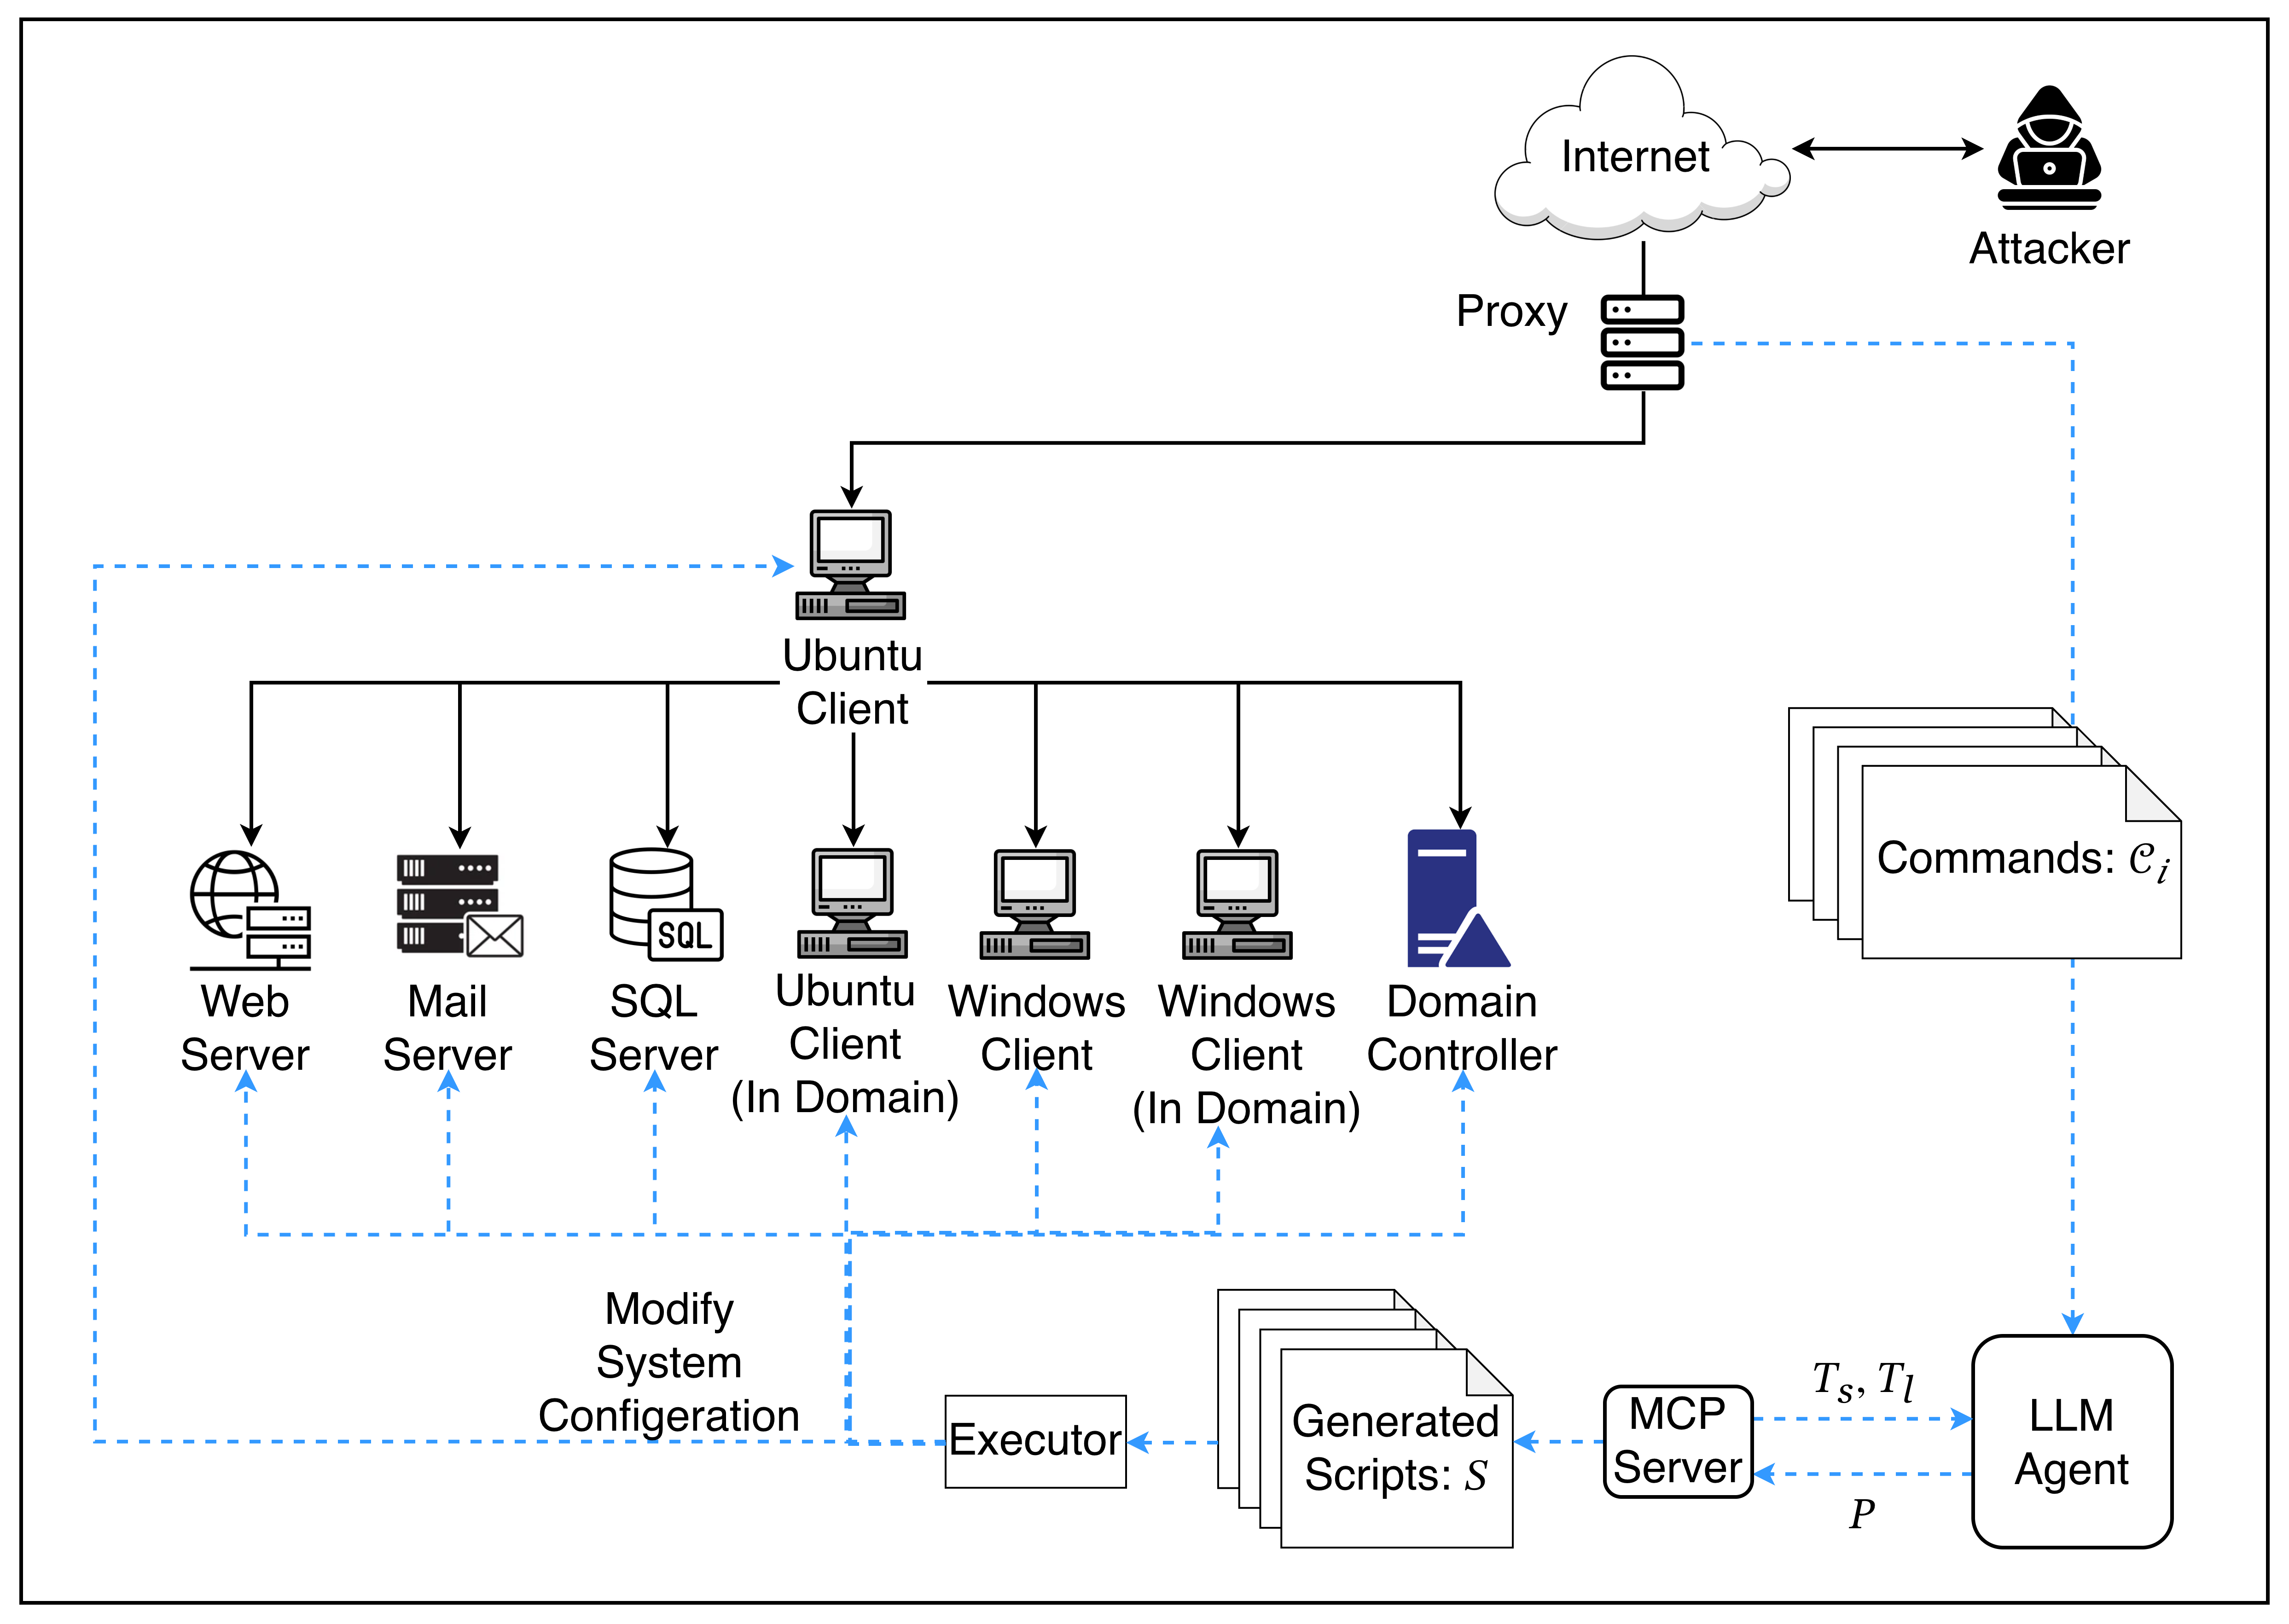 Internet
Attacker
Proxy
Ubuntu
Client
Commands: 𝒞i
SQL
Web
Server
Mail
Server
SQL
Server
Ubuntu
Client
(In Domain)
Windows
Client
Windows
Client
(In Domain)
Domain
Controller
Modify
System
Configeration
Executor
Generated
Scripts: S
MCP
Server
Ts, Tl
P
LLM
Agent